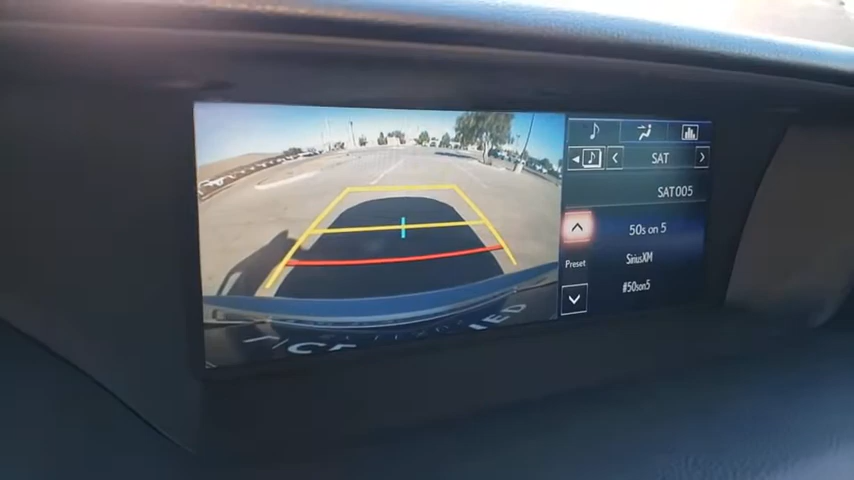 SAT
SAT005
50s on 5
Preset
SiriusXM
#50son5